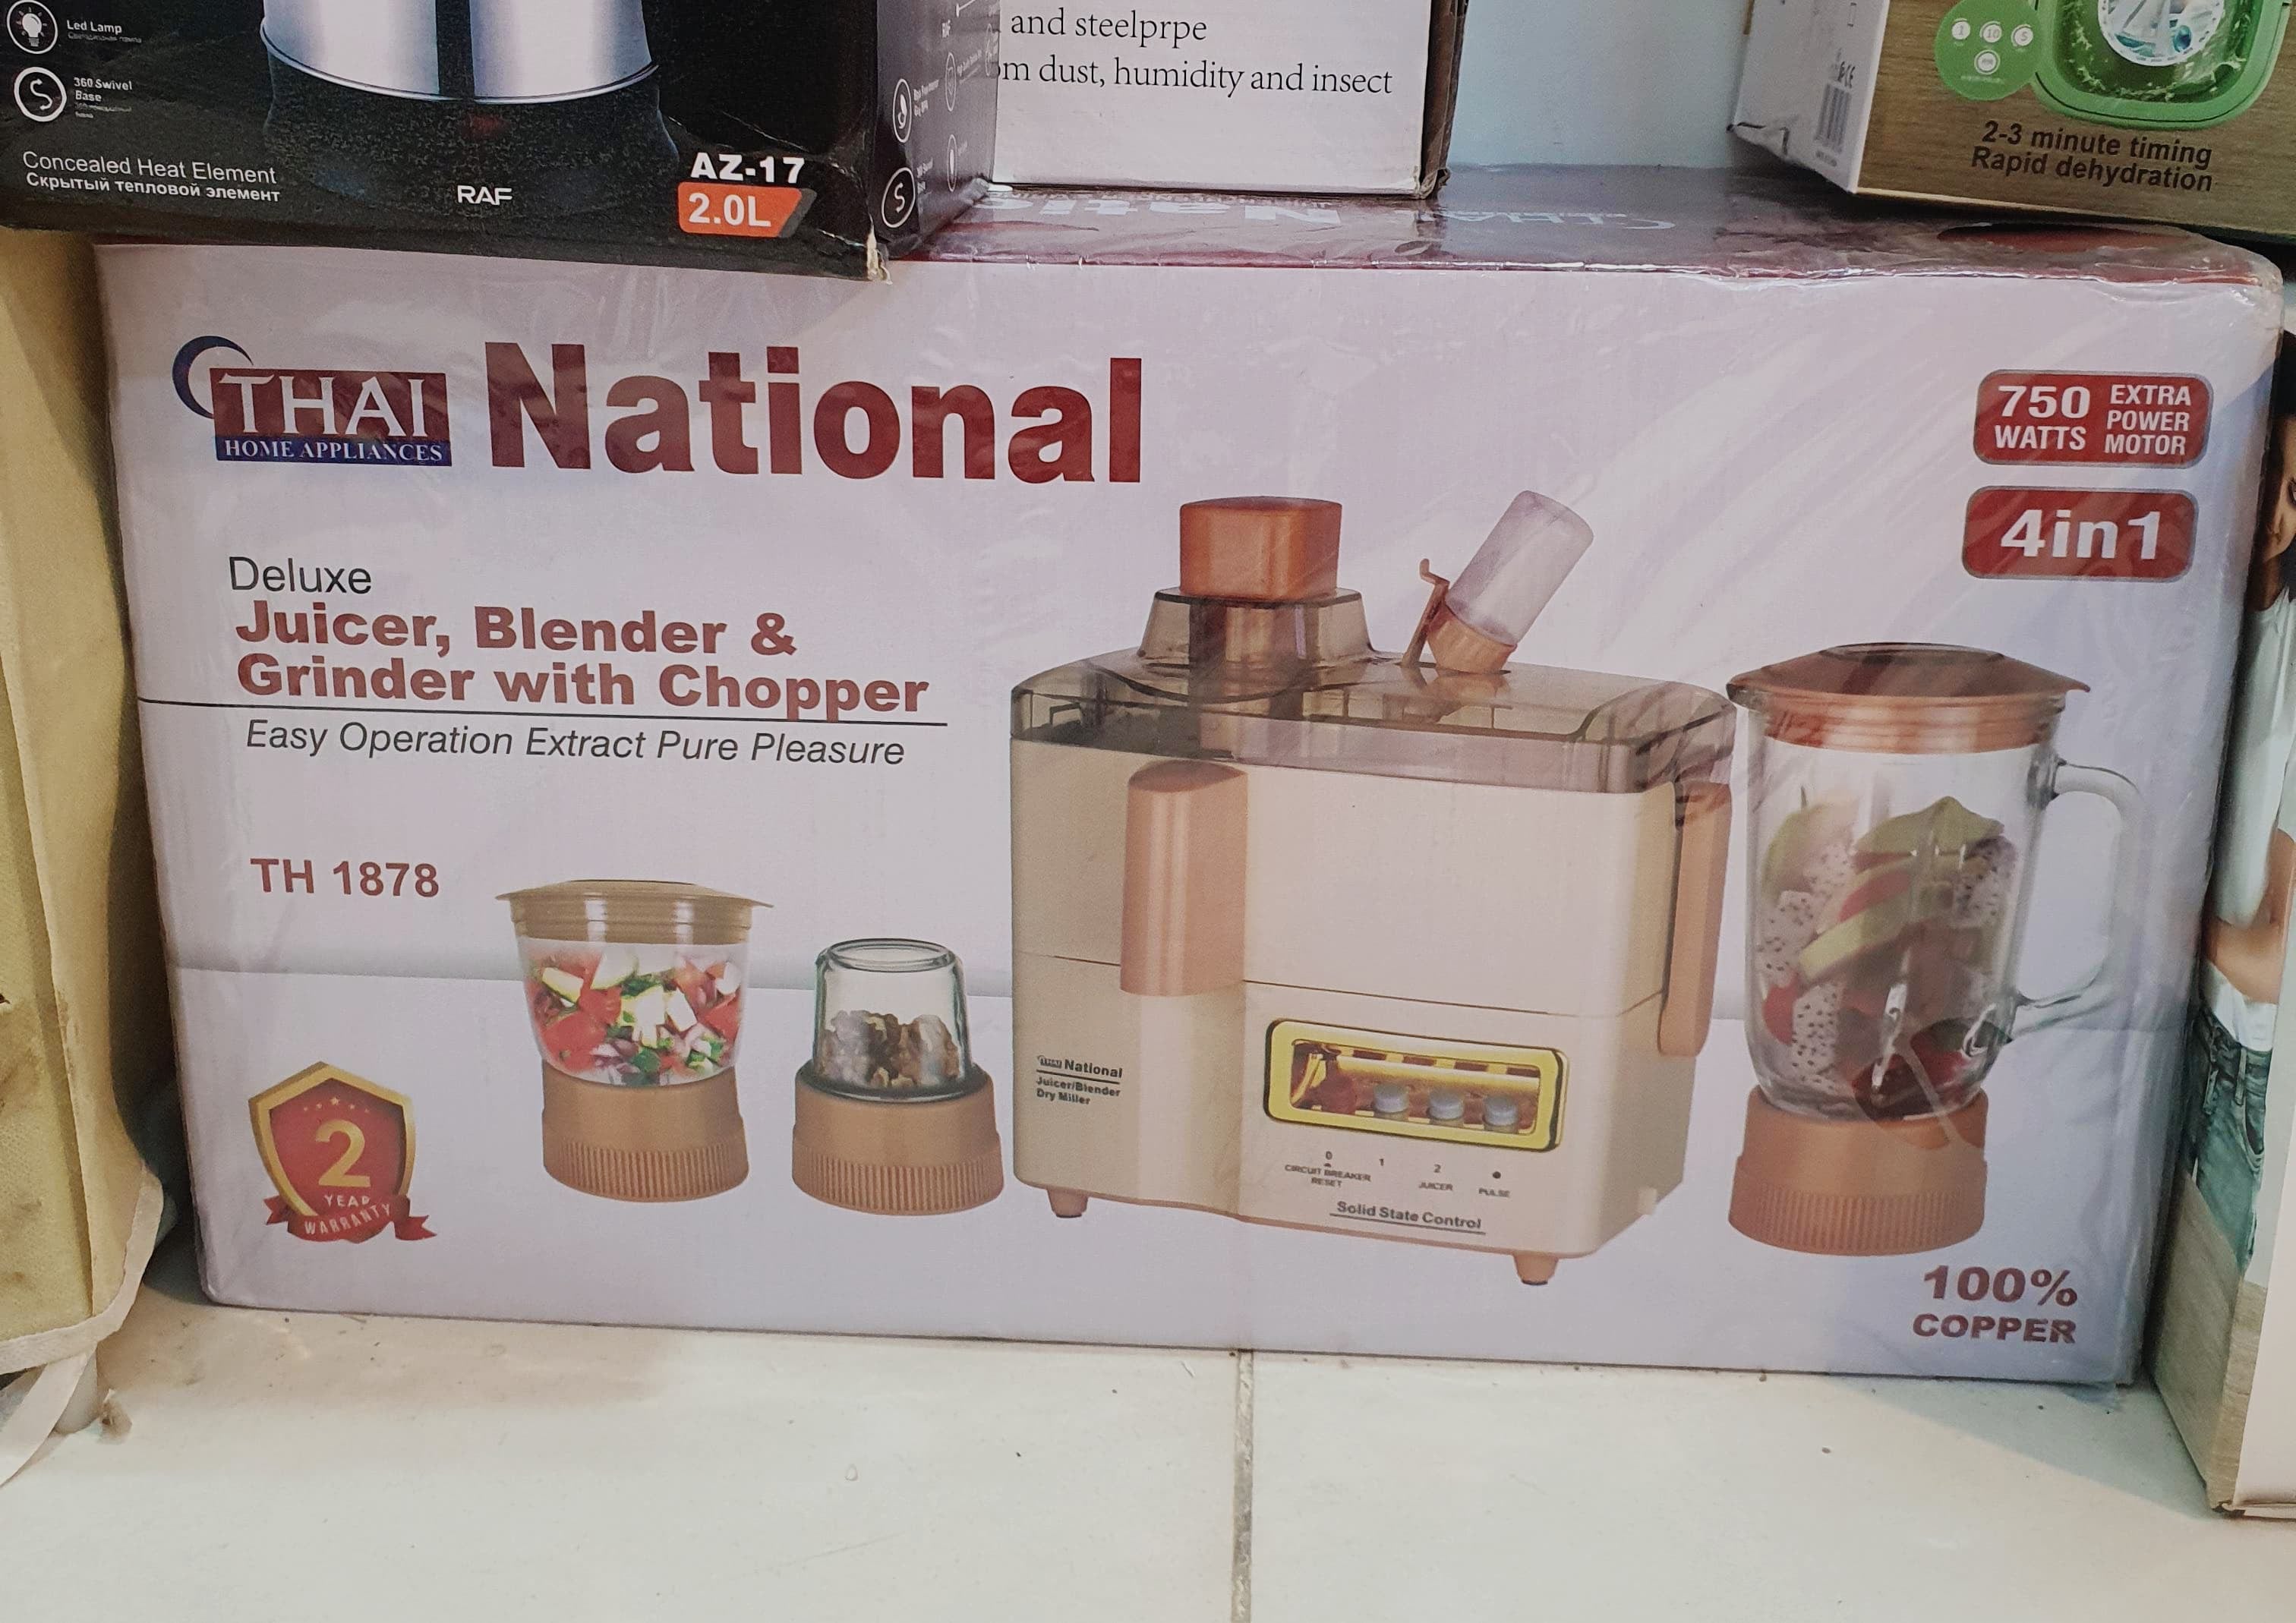 Led Lamp
360 Swivel
Base
Concealed Heat Element
Скрытый тепловой элемент
RAF
AZ-17
2.0L
and steelprpe
om dust, humidity and insect
2-3 minute timing
Rapid dehydration
THAI
HOME APPLIANCES
National
750
WATTS
EXTRA
POWER
MOTOR
4in1
Deluxe
Juicer, Blender &
Grinder with Chopper
Easy Operation Extract Pure Pleasure
TH 1878
2
YEAR
WARRANTY
THAI National
Juicer/Blender
Dry Miller
0 1 2
CIRCUIT BREAKER
RESET
JUICER
PULSE
Solid State Control
100%
COPPER